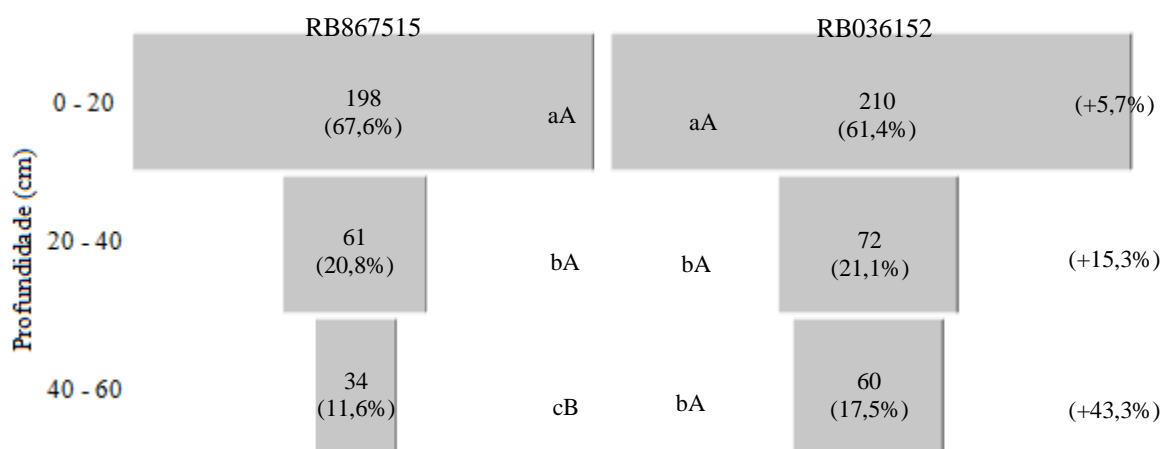 RB867515 RB036152
0 - 20 198 aA aA 210 (+5,7%)
(67,6%) (61,4%)
Profundidade (cm)
20 - 40 61 bA bA 72 (+15,3%)
(20,8%) (21,1%)
40 - 60 34 cB bA 60 (+43,3%)
(11,6%) (17,5%)